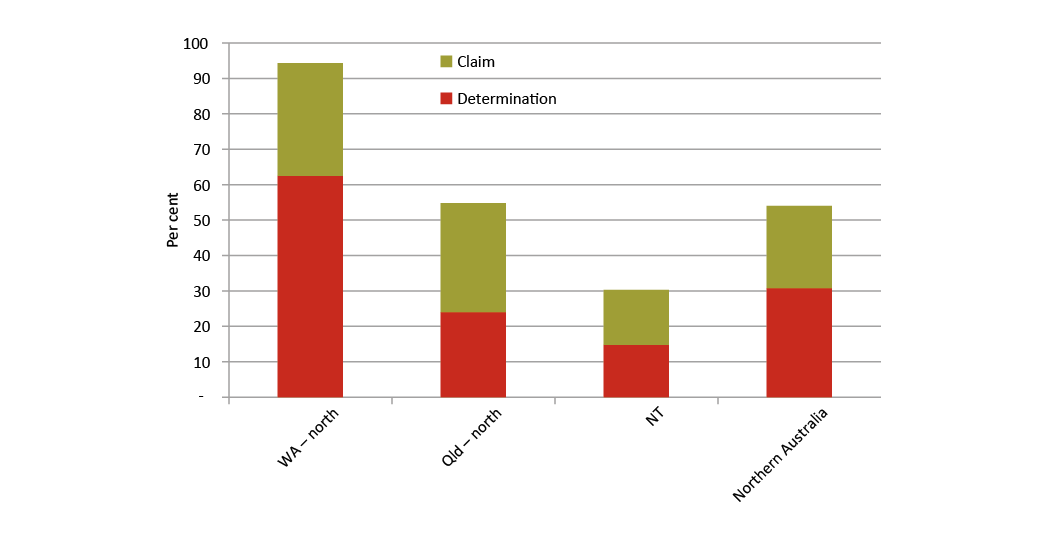 100
90
80
70
60
50
40
30
20
10
-
Per cent
Claim
Determination
WA – north
Qld – north
NT
Northern Australia